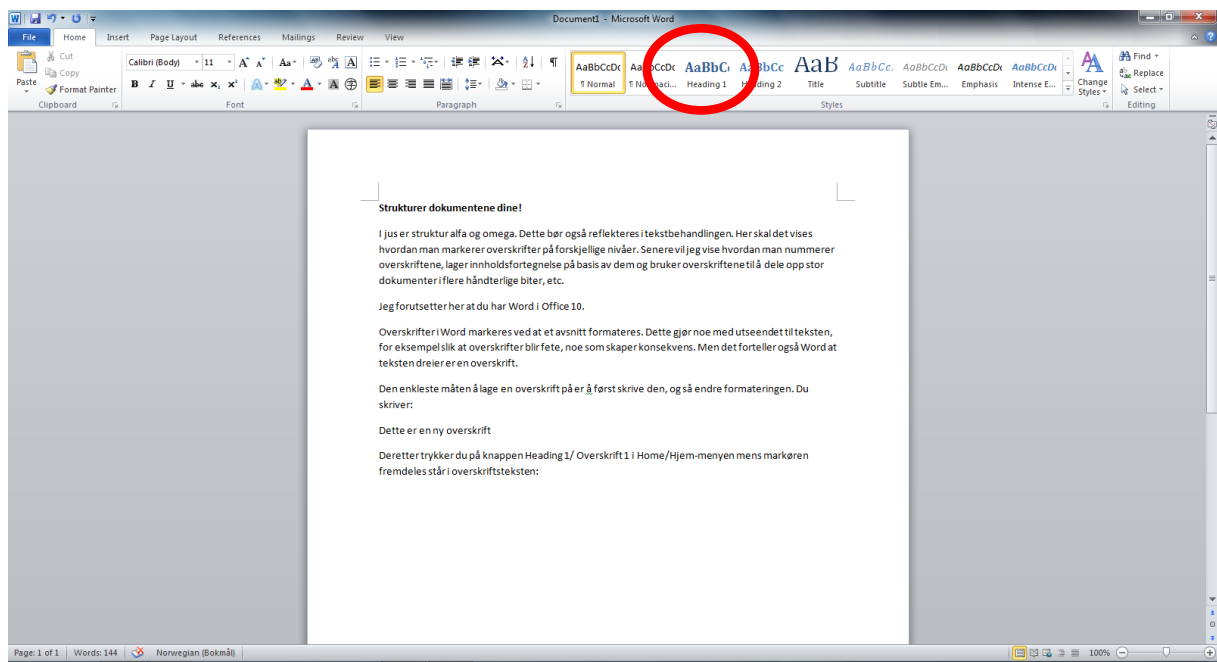 Document1 - Microsoft Word
File Home Insert Page Layout References Mailings Review View
Paste
Cut
Copy
Format Painter
Clipboard
Calibri (Body) 11
Font
Paragraph
AaBbCcDc
¶ Normal
AaBbC
Heading 1
Heading 2
AaB
Title
AaBbCc.
Subtitle
AaBbCcDc
Subtle Em...
AaBbCcDc
Emphasis
AaBbCcDc
Intense E...
Change
Styles
Styles
Find
Replace
Select
Editing
Strukturer dokumentene dine!
I jus er struktur alfa og omega. Dette bør også reflekteres i tekstbehandlingen. Her skal det vises
hvordan man markerer overskrifter på forskjellige nivåer. Senere vil jeg vise hvordan man nummerer
overskriftene, lager innholdsfortegnelse på basis av dem og bruker overskriftene til å dele opp stor
dokumenter i flere håndterlige biter, etc.
Jeg forutsetter her at du har Word i Office 10.
Overskrifter i Word markeres ved at et avsnitt formateres. Dette gjør noe med utseendet til teksten,
for eksempel slik at overskrifter blir fete, noe som skaper konsekvens. Men det forteller også Word at
teksten dreier er en overskrift.
Den enkleste måten å lage en overskrift på er å først skrive den, og så endre formateringen. Du
skriver:
Dette er en ny overskrift
Deretter trykker du på knappen Heading 1/ Overskrift 1 i Home/Hjem-menyen mens markøren
fremdeles står i overskriftsteksten:
Page: 1 of 1 Words: 144 Norwegian (Bokmål) 100%